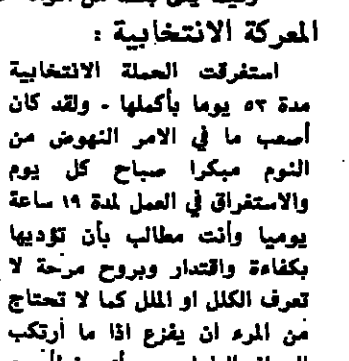 المعركة الانتخابية :
استغرقت الحملة الانتخابية
مدة ٥٣ يوما بأكملها - ولقد كان
أصعب ما في الامر النهوض من
النوم مبكرا صباح كل يوم
والاستغراق في العمل لمدة ١٩ ساعة
يوميا وأنت مطالب بأن تؤديها
بكفاءة واقتدار وبروح مرحة لا
تعرف الكلل او الملل كما لا تحتاج
من المرء ان يفزع اذا ما ارتكب